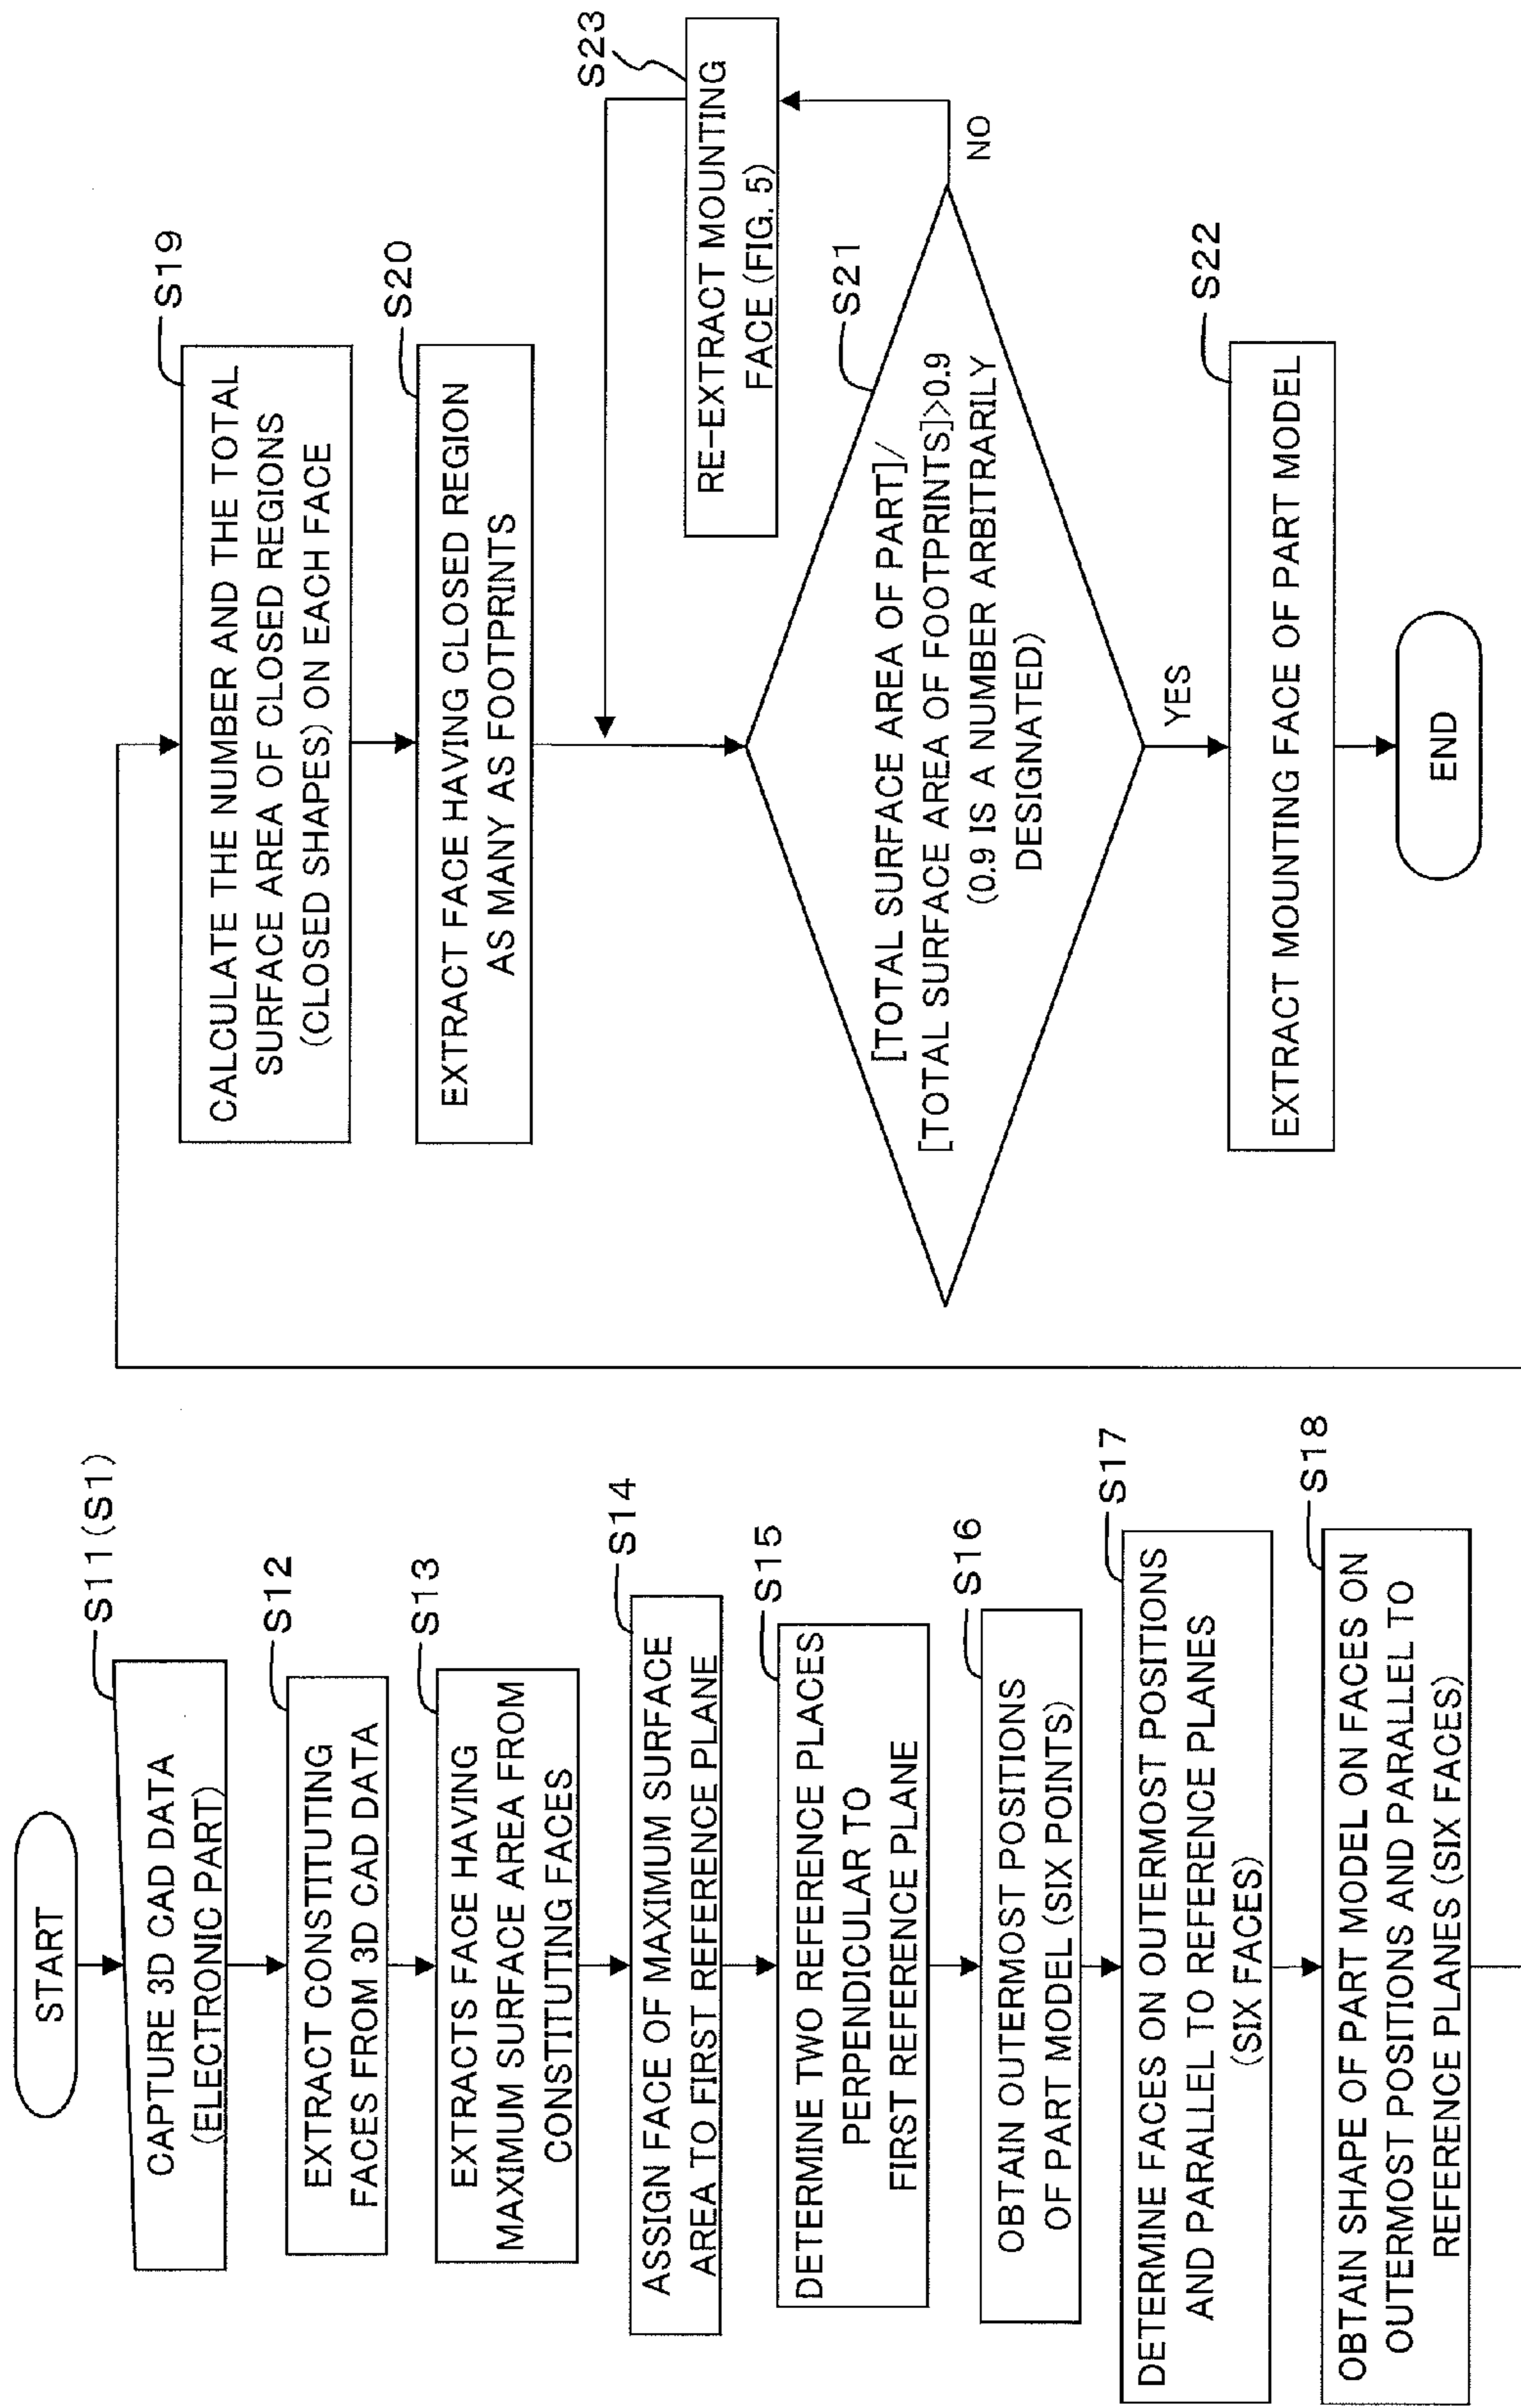 START
S11(S1)
CAPTURE 3D CAD DATA
(ELECTRONIC PART)
S12
EXTRACT CONSTITUTING
FACES FROM 3D CAD DATA
S13
EXTRACTS FACE HAVING
MAXIMUM SURFACE AREA FROM
CONSTITUTING FACES
S14
ASSIGN FACE OF MAXIMUM SURFACE
AREA TO FIRST REFERENCE PLANE
S15
DETERMINE TWO REFERENCE PLACES
PERPENDICULAR TO
FIRST REFERENCE PLANE
S16
OBTAIN OUTERMOST POSITIONS
OF PART MODEL (SIX POINTS)
S17
DETERMINE FACES ON OUTERMOST POSITIONS
AND PARALLEL TO REFERENCE PLANES
(SIX FACES)
S18
OBTAIN SHAPE OF PART MODEL ON FACES ON
OUTERMOST POSITIONS AND PARALLEL TO
REFERENCE PLANES (SIX FACES)
S19
CALCULATE THE NUMBER AND THE TOTAL
SURFACE AREA OF CLOSED REGIONS
(CLOSED SHAPES) ON EACH FACE
S20
EXTRACT FACE HAVING CLOSED REGION
AS MANY AS FOOTPRINTS
S23
RE-EXTRACT MOUNTING
FACE (FIG. 5)
S21
[TOTAL SURFACE AREA OF PART]/
[TOTAL SURFACE AREA OF FOOTPRINTS]>0.9
(0.9 IS A NUMBER ARBITRARILY
DESIGNATED)
NO
YES
S22
EXTRACT MOUNTING FACE OF PART MODEL
END